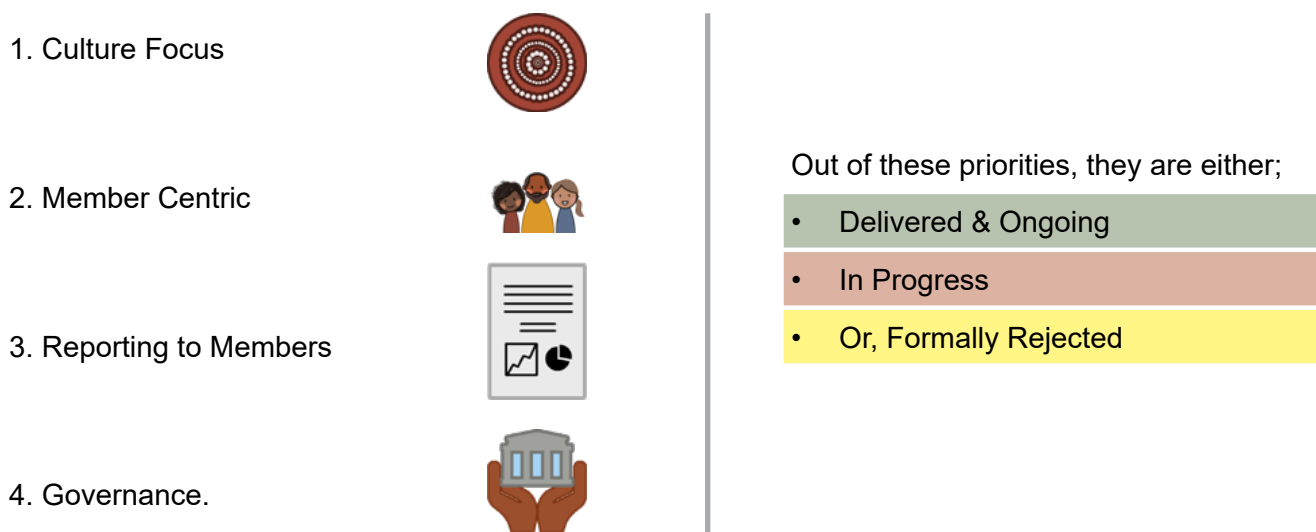 1. Culture Focus
2. Member Centric
3. Reporting to Members
4. Governance.
Out of these priorities, they are either;
• Delivered & Ongoing
• In Progress
• Or, Formally Rejected